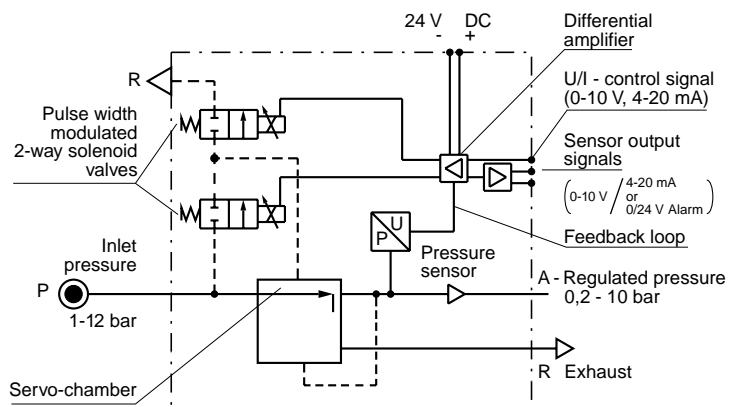 24 V DC
- +
Differential
amplifier
R
U/I - control signal
(0-10 V, 4-20 mA)
Pulse width
modulated
2-way solenoid
valves
Sensor output
signals
(0-10 V / 4-20 mA
or
0/24 V Alarm)
U
P
Feedback loop
Inlet
pressure
Pressure
sensor
P
A - Regulated pressure
0,2 - 10 bar
1-12 bar
R Exhaust
Servo-chamber